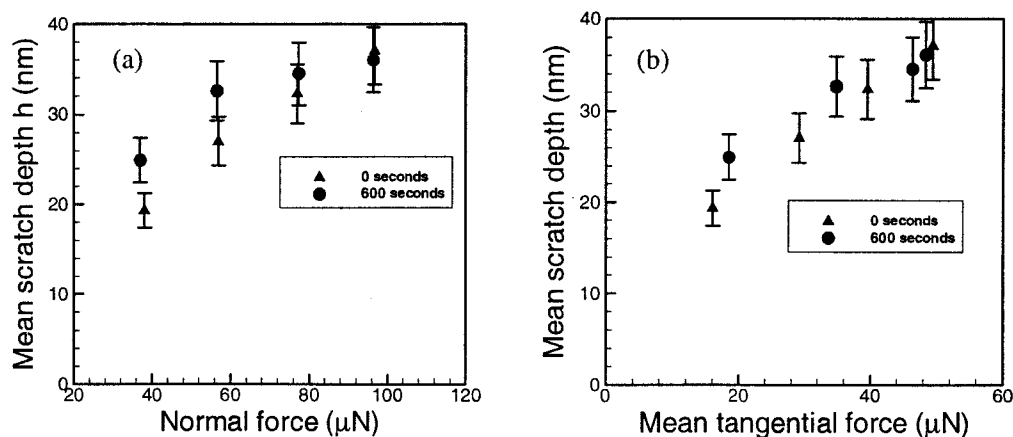 (a)
Mean scratch depth h (nm)
40
30
20
10
0
0 seconds
600 seconds
20
40
60
80
100
120
Normal force (μN)
(b)
Mean scratch depth (nm)
40
30
20
10
0
0 seconds
600 seconds
0
20
40
60
Mean tangential force (μN)